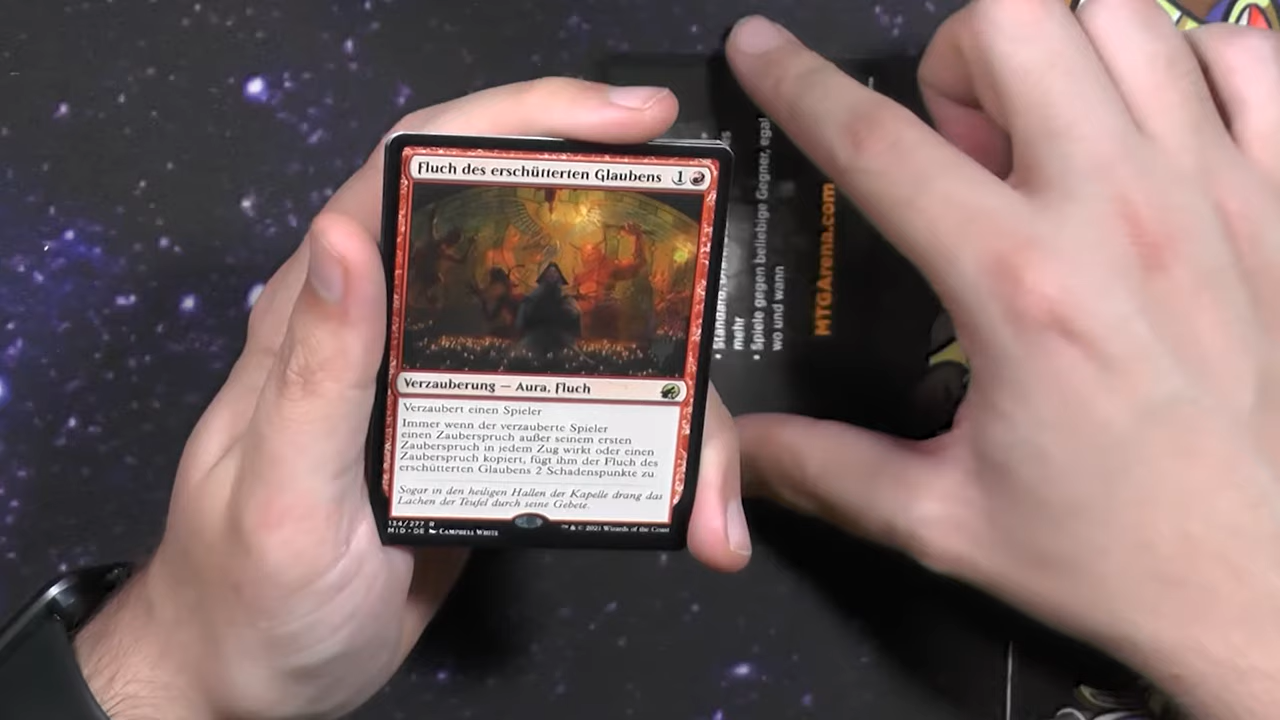 Fluch des erschütterten Glaubens 1
Verzauberung — Aura, Fluch
Verzaubert einen Spieler
Immer wenn der verzauberte Spieler
einen Zauberspruch außer seinem ersten
Zauberspruch in jedem Zug wirkt oder einen
Zauberspruch kopiert, fügt ihm der Fluch des
erschütterten Glaubens 2 Schadenspunkte zu
Sogar in den heiligen Hallen der Kapelle drang das
Lachen der Teufel durch seine Gebete.
134/277 R
MID • DE CAMPBELL WHITE
™ & © 2021 Wizards of the Coast
• Standard,
mehr
• Spiele gegen beliebige Gegner, egal
wo und wann
MTGArena.com